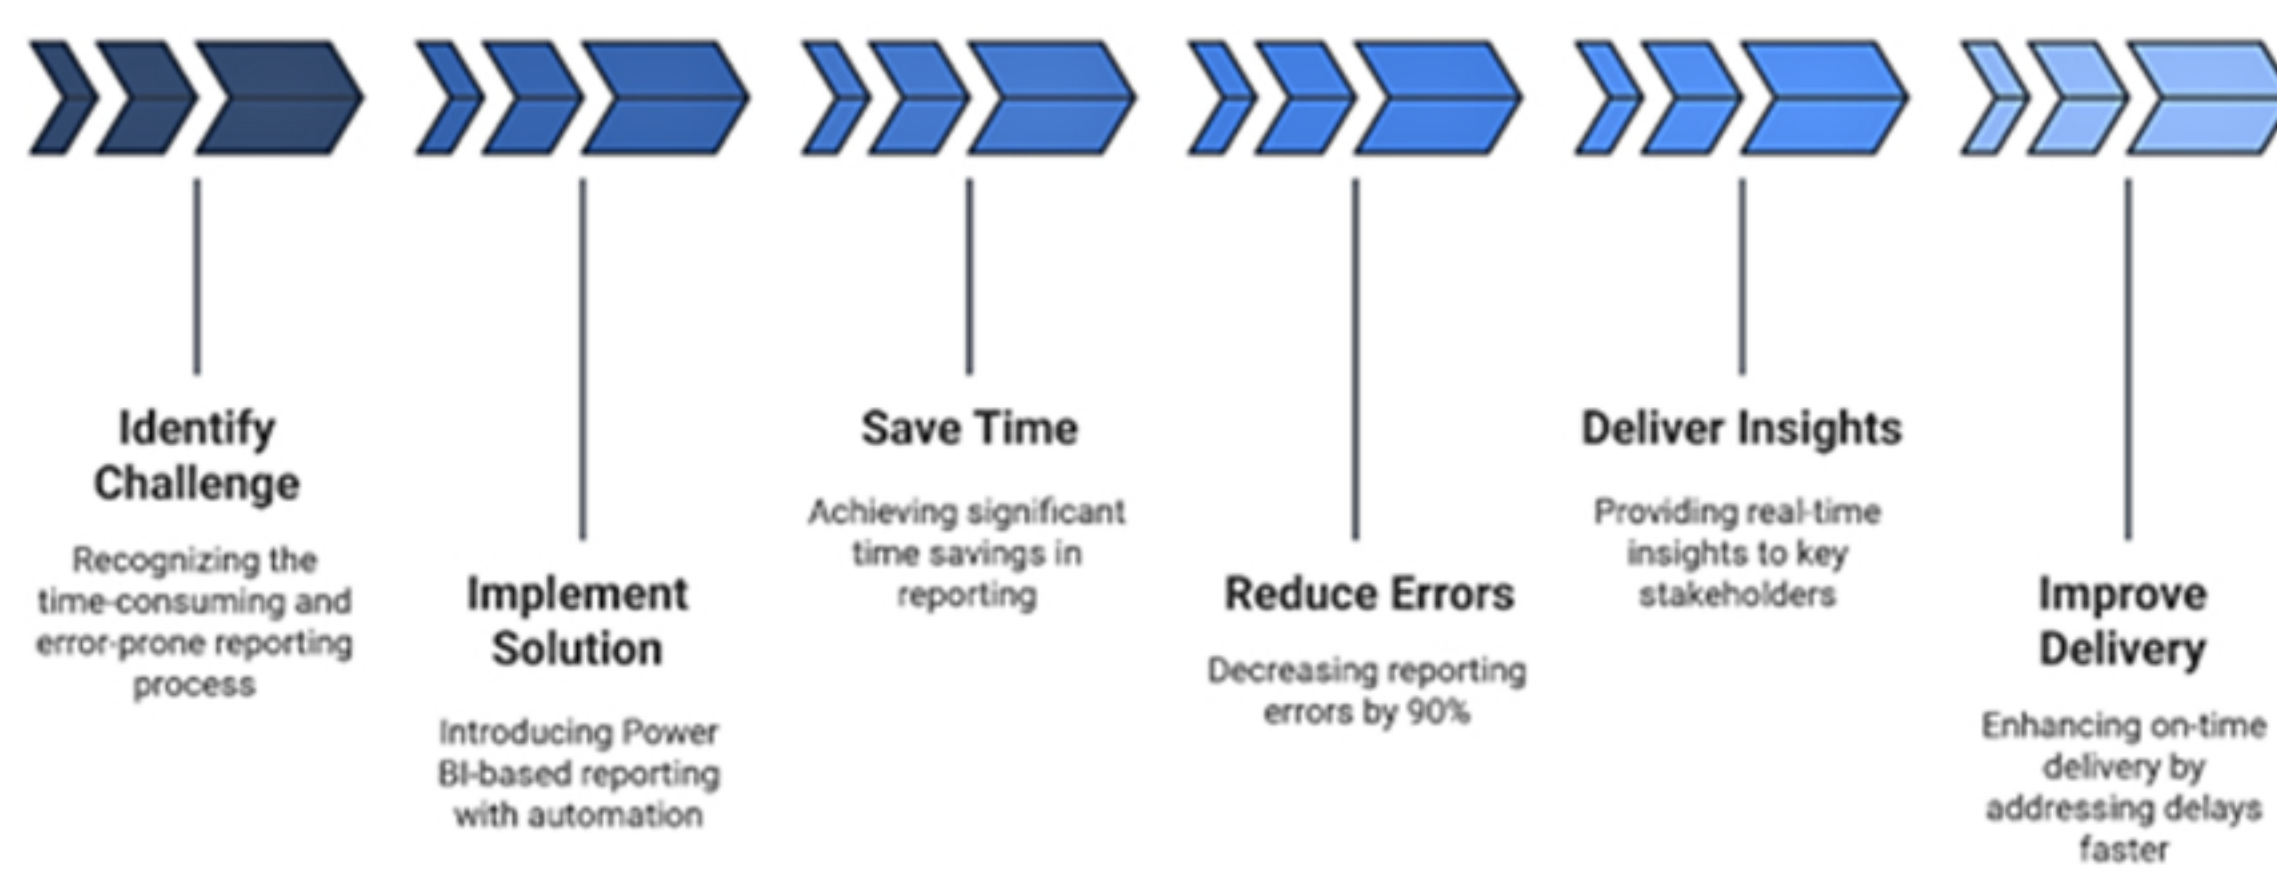 Identify
Challenge
Recognizing the
time-consuming and
error-prone reporting
process
Implement
Solution
Introducing Power
BI-based reporting
with automation
Save Time
Achieving significant
time savings in
reporting
Reduce Errors
Decreasing reporting
errors by 90%
Deliver Insights
Providing real-time
insights to key
stakeholders
Improve
Delivery
Enhancing on-time
delivery by
addressing delays
faster